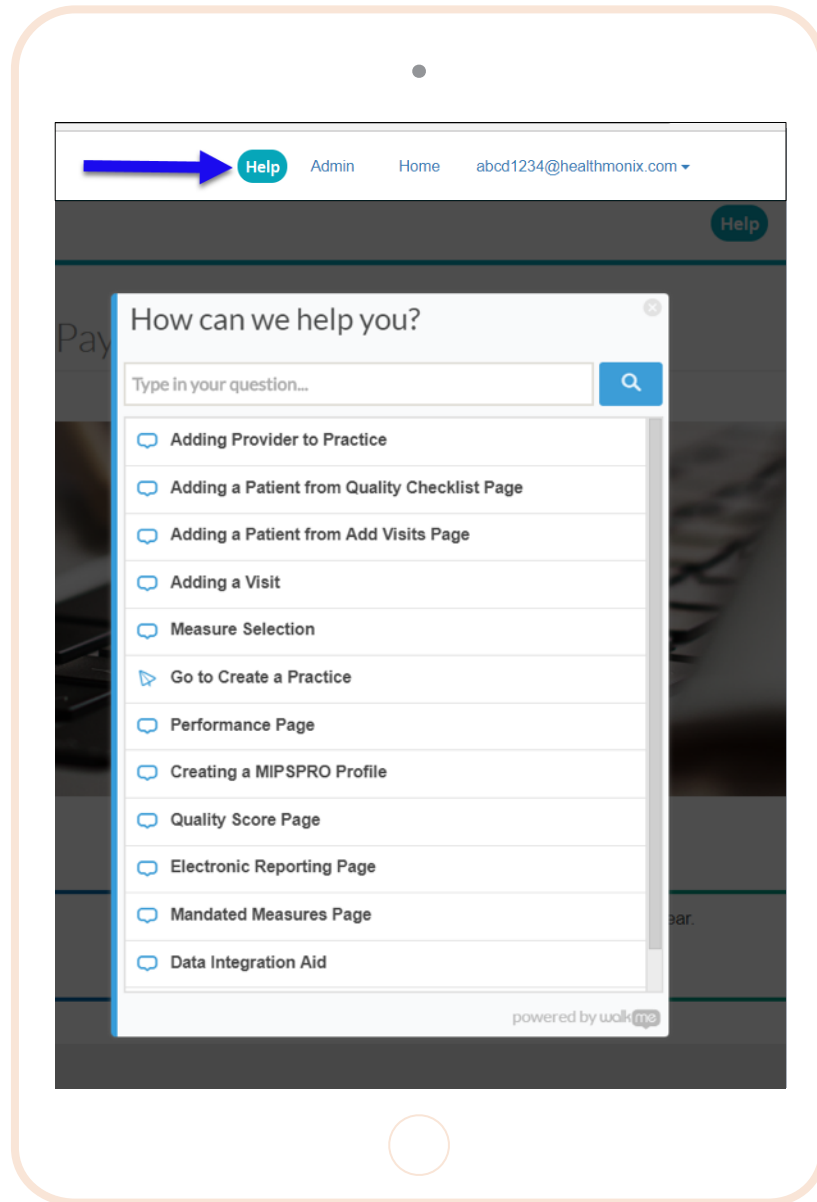 Help Admin Home abcd1234@healthmonix.com
Help
Pay
How can we help you?
Type in your question...
Adding Provider to Practice
Adding a Patient from Quality Checklist Page
Adding a Patient from Add Visits Page
Adding a Visit
Measure Selection
Go to Create a Practice
Performance Page
Creating a MIPSPRO Profile
Quality Score Page
Electronic Reporting Page
Mandated Measures Page
ear.
Data Integration Aid
powered by walkme